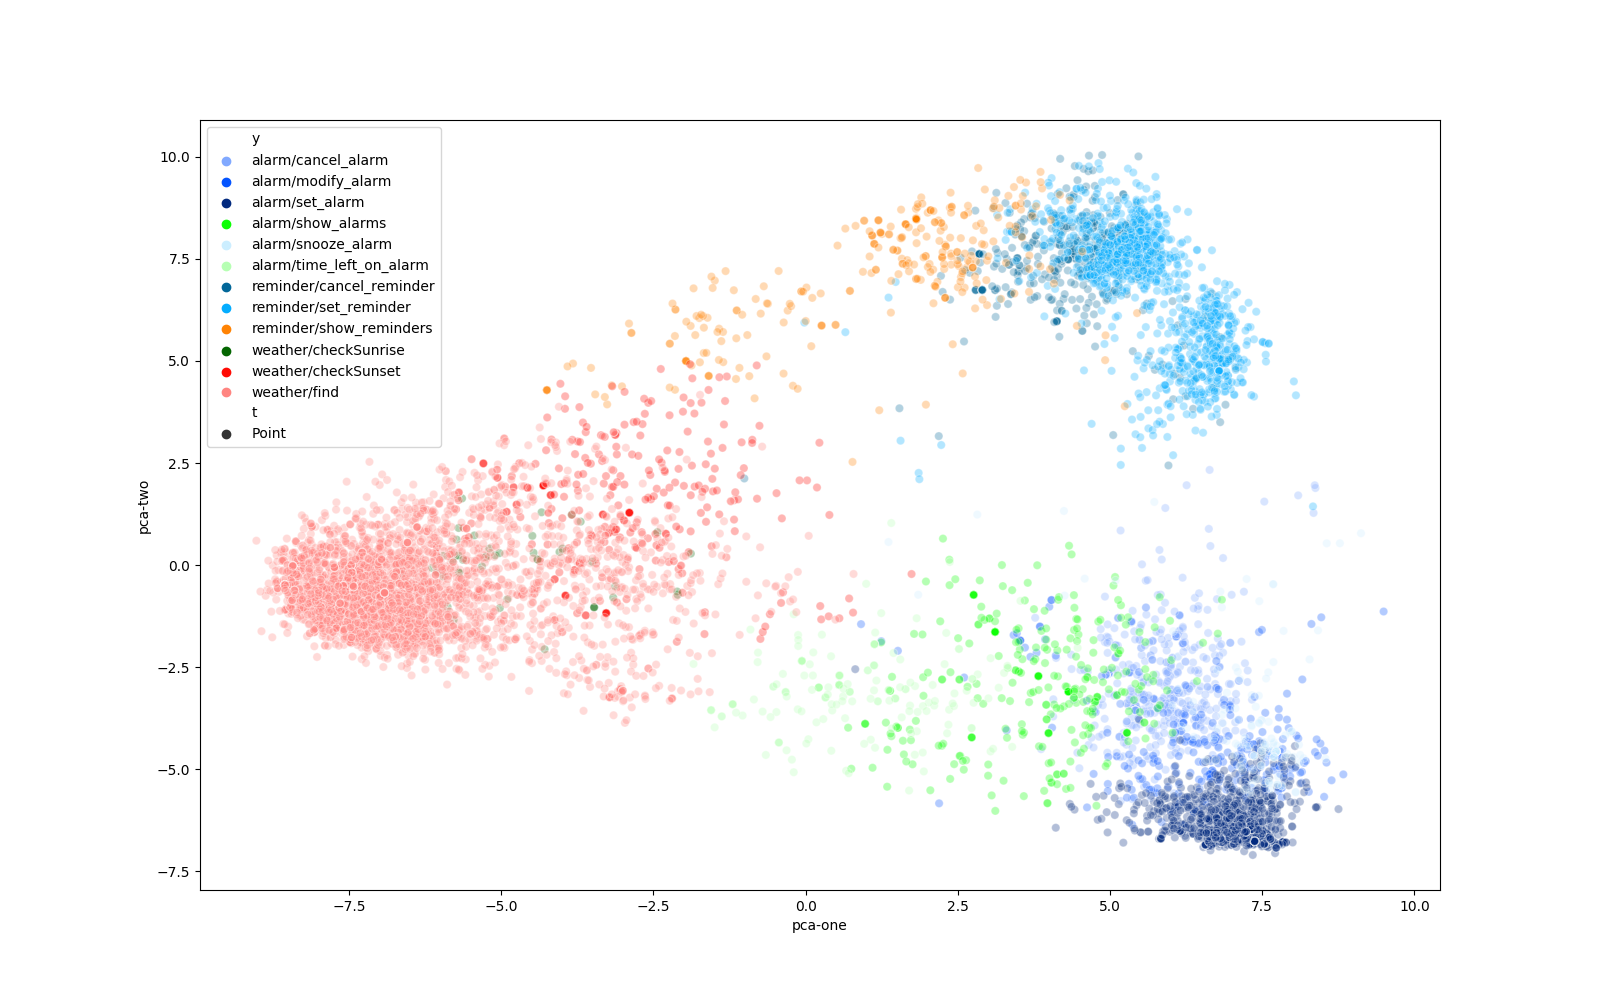 y
alarm/cancel_alarm
alarm/modify_alarm
alarm/set_alarm
alarm/show_alarms
alarm/snooze_alarm
alarm/time_left_on_alarm
reminder/cancel_reminder
reminder/set_reminder
reminder/show_reminders
weather/checkSunrise
weather/checkSunset
weather/find
t
Point
10.0
7.5
5.0
2.5
0.0
−2.5
−5.0
−7.5
pca-two
−7.5 −5.0 −2.5 0.0 2.5 5.0 7.5 10.0
pca-one